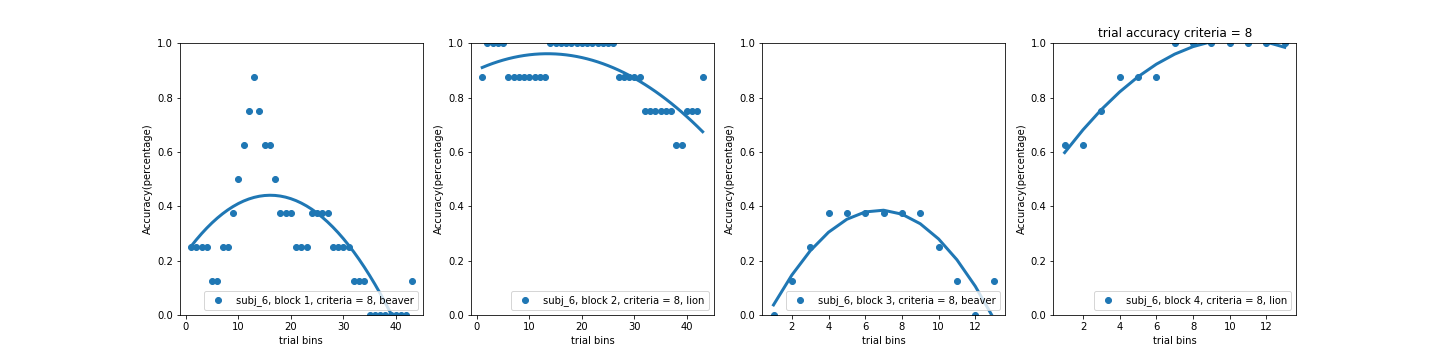 trial accuracy criteria = 8
1.0 1.0 1.0 1.0
0.8 0.8 0.8 0.8
Accuracy(percentage) Accuracy(percentage) Accuracy(percentage) Accuracy(percentage)
0.6 0.6 0.6 0.6
0.4 0.4 0.4 0.4
0.2 0.2 0.2 0.2
subj_6, block 1, criteria = 8, beaver subj_6, block 2, criteria = 8, lion subj_6, block 3, criteria = 8, beaver subj_6, block 4, criteria = 8, lion
0.0 0.0 0.0 0.0
0 10 20 30 40 0 10 20 30 40 2 4 6 8 10 12 2 4 6 8 10 12
trial bins trial bins trial bins trial bins